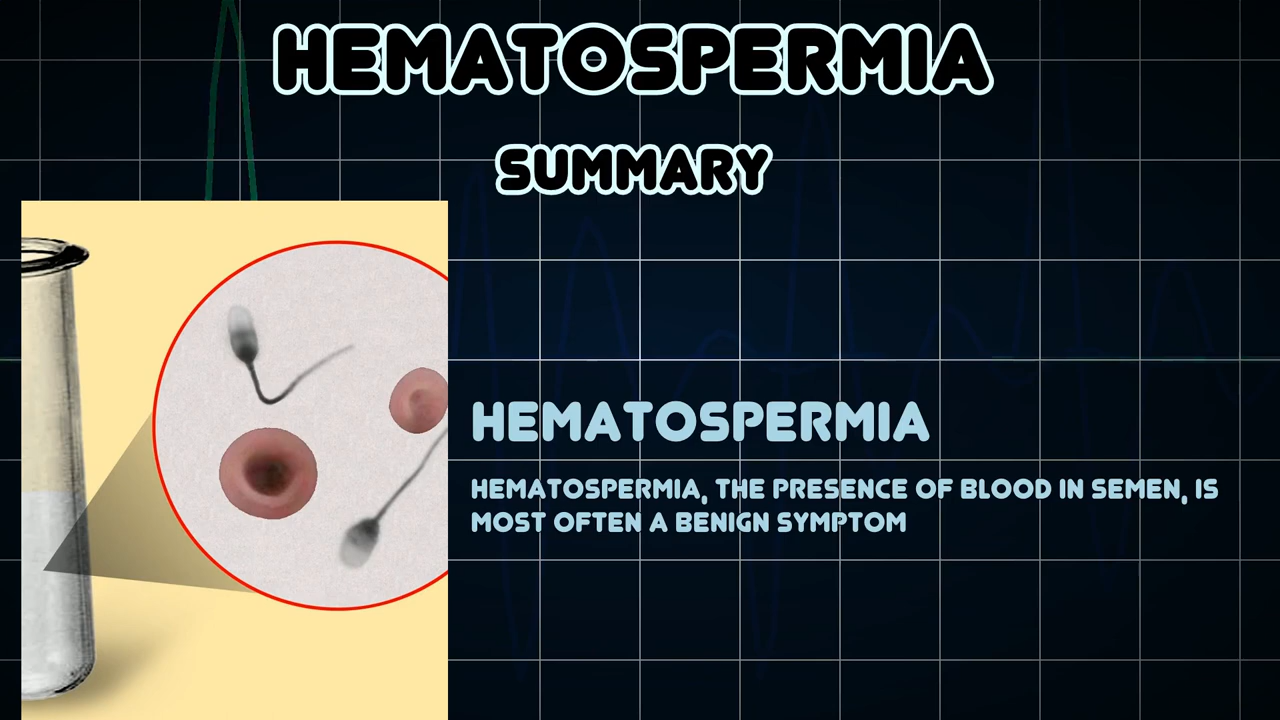 HEMATOSPERMIA
SUMMARY
HEMATOSPERMIA
HEMATOSPERMIA, THE PRESENCE OF BLOOD IN SEMEN, IS
MOST OFTEN A BENIGN SYMPTOM